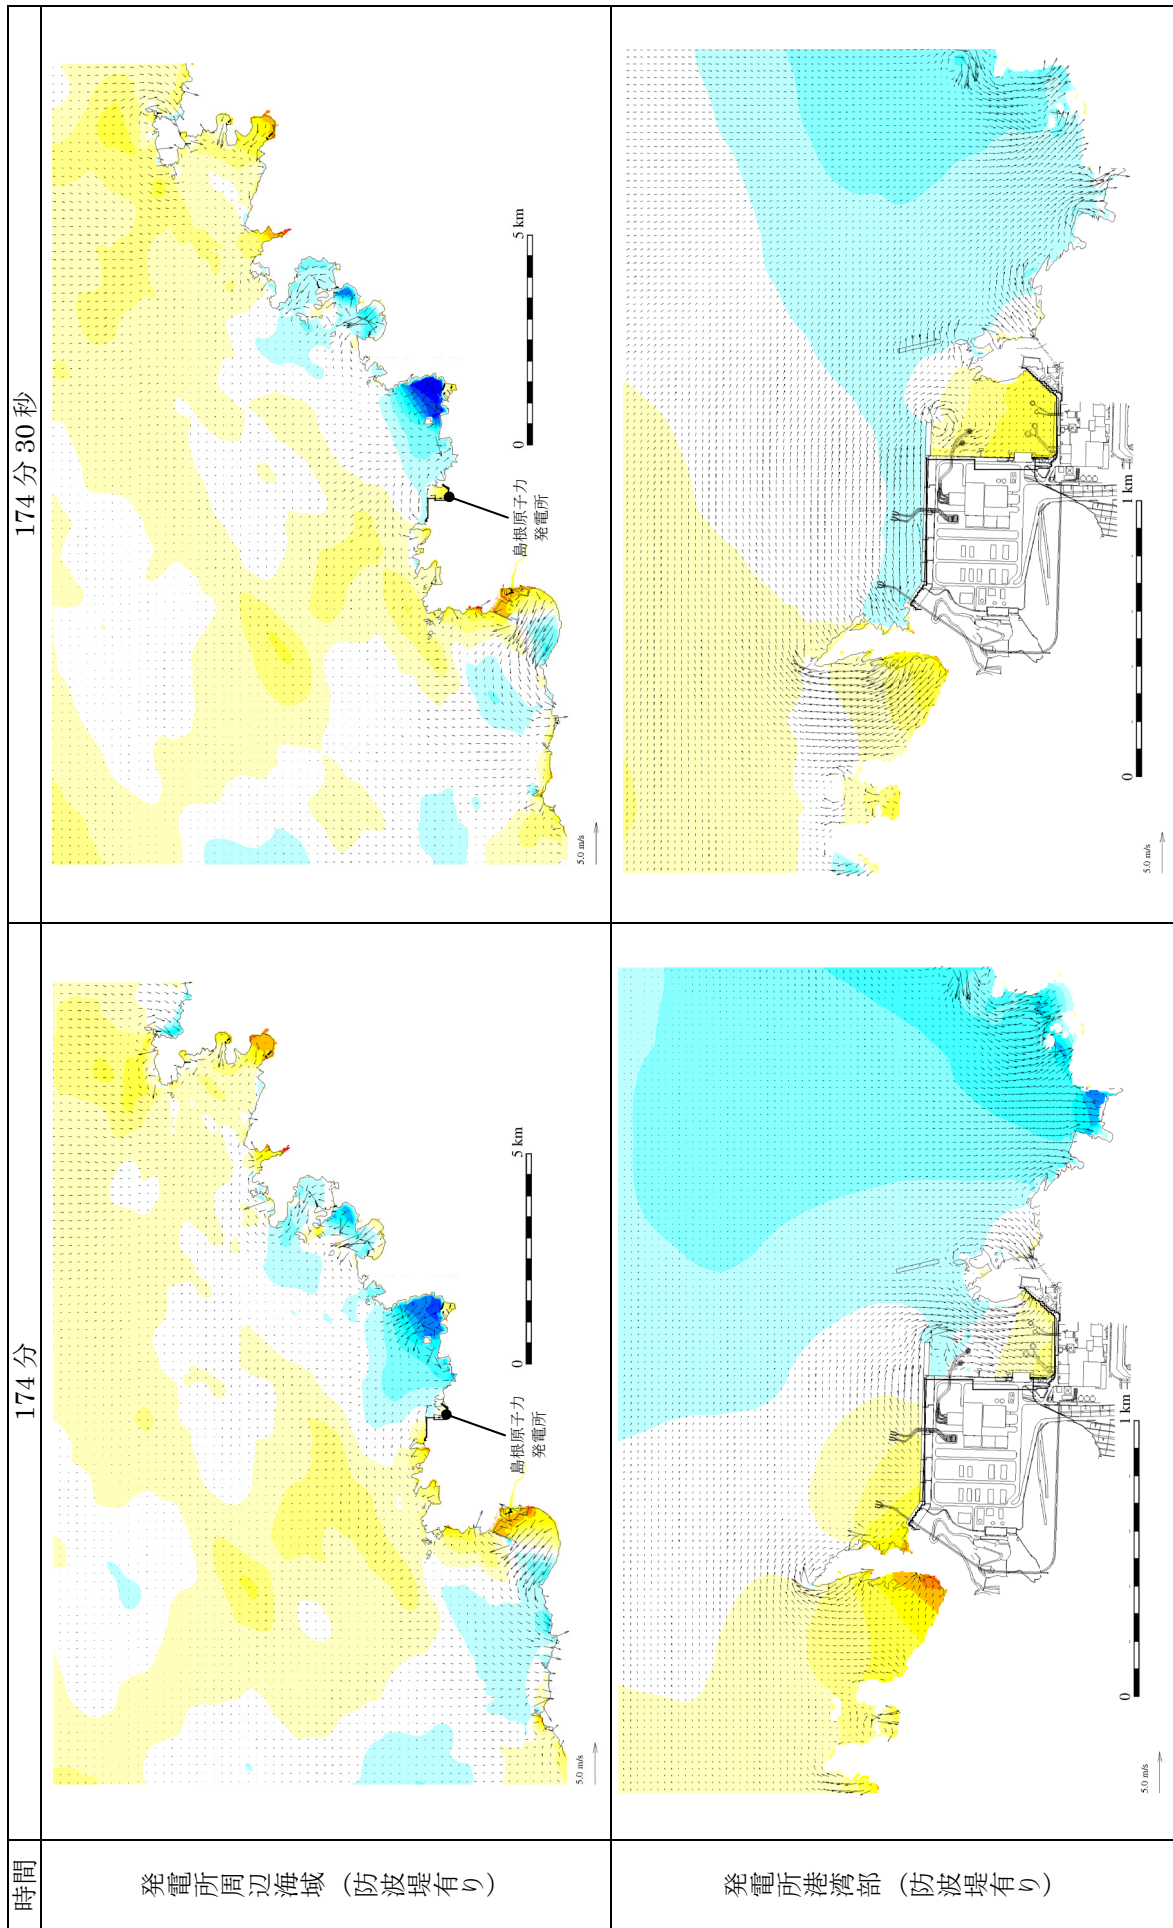 時間
174分
174分30秒
発電所周辺海域（防波堤有り）
島根原子力
発電所
0
5 km
5.0 m/s
島根原子力
発電所
0
5 km
5.0 m/s
発電所港湾部（防波堤有り）
0
1 km
5.0 m/s
0
1 km
5.0 m/s